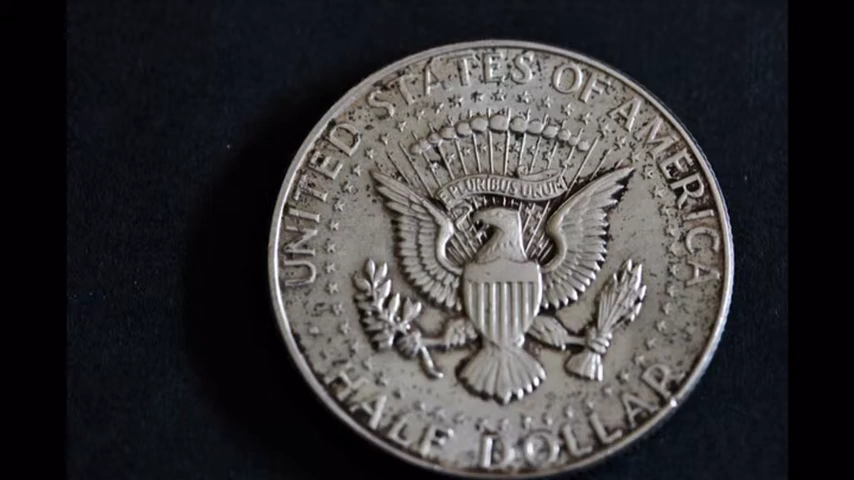 UNITED STATES OF AMERICA
PLURIBUS UNUM
HALF DOLLAR